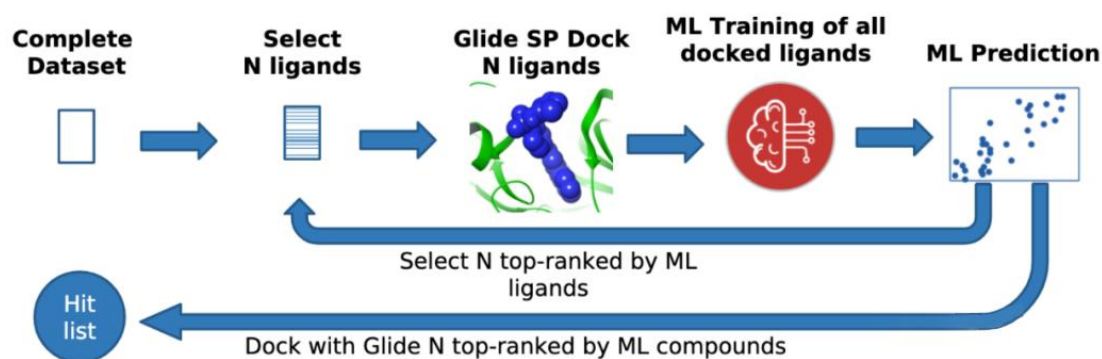 Complete
Dataset
Select
N ligands
Glide SP Dock
N ligands
ML Training of all
docked ligands
ML Prediction
Select N top-ranked by ML
ligands
Hit
list
Dock with Glide N top-ranked by ML compounds